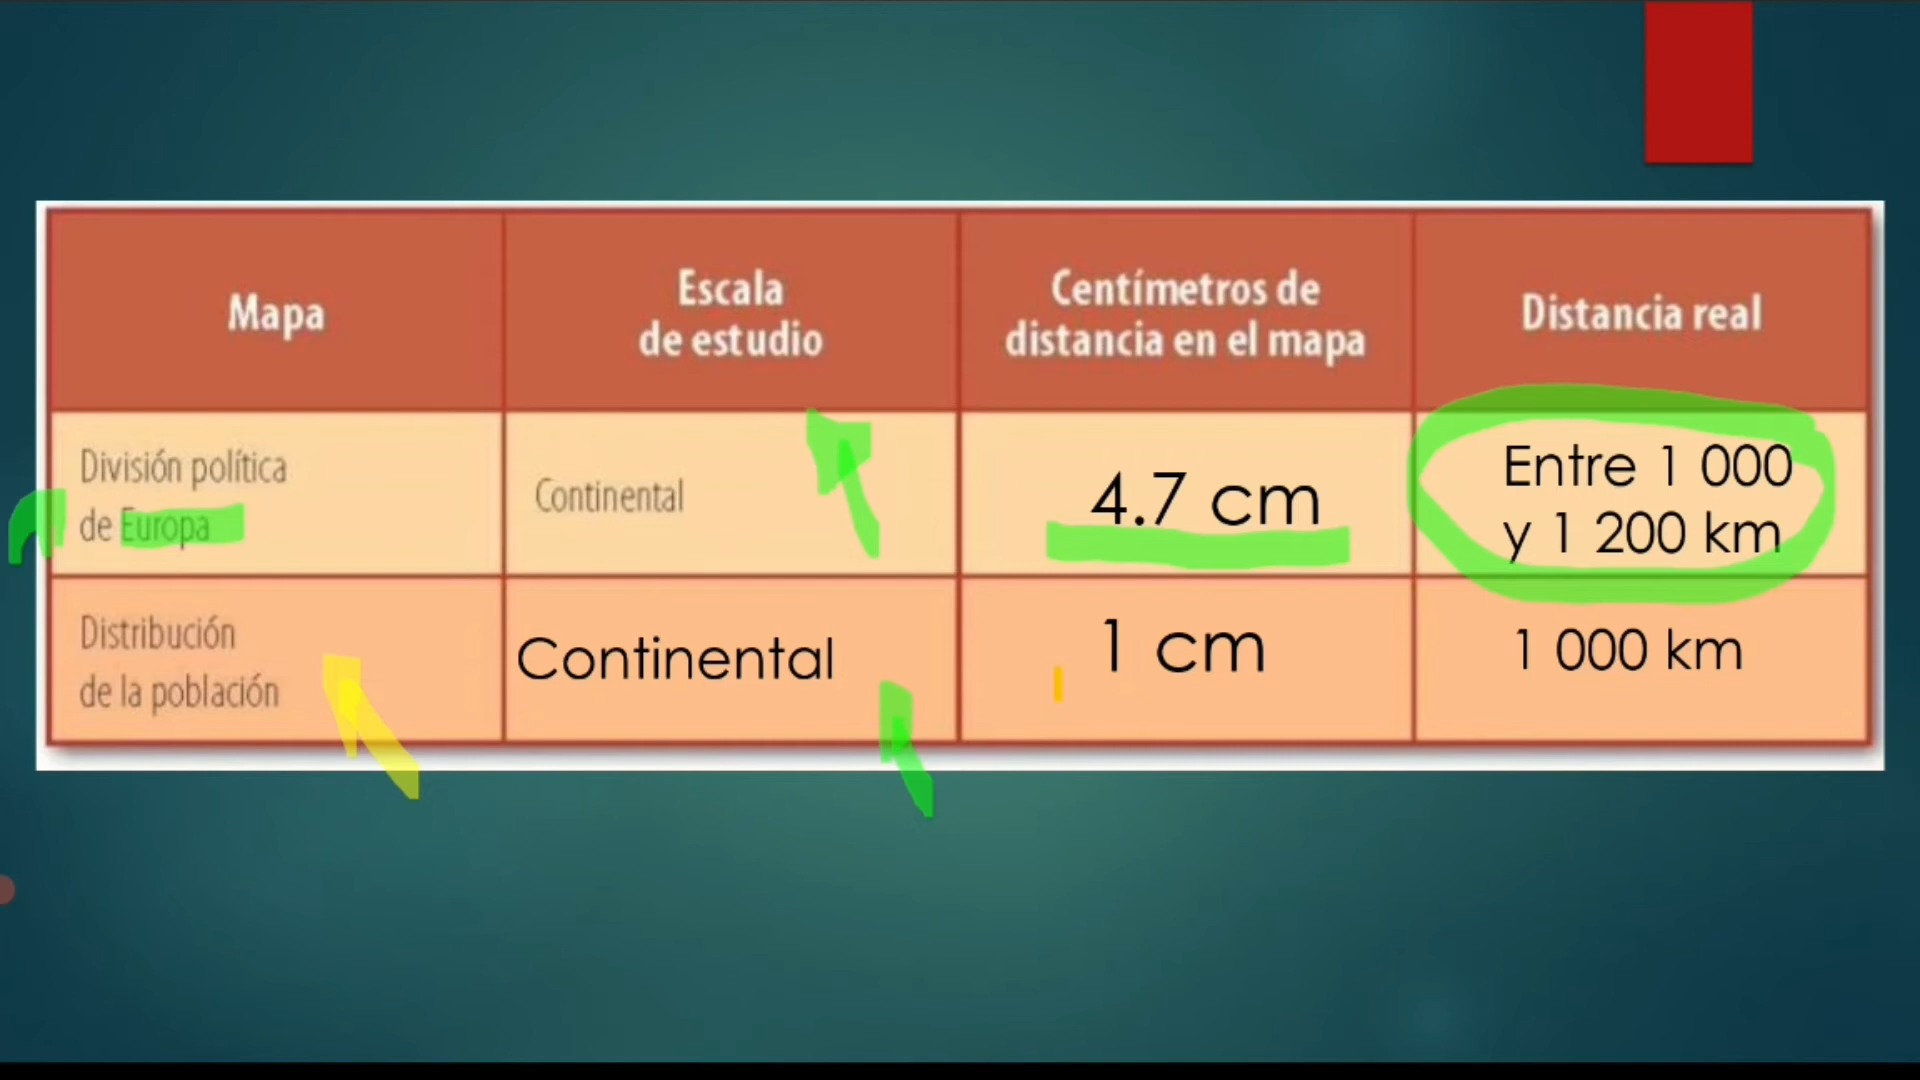 Mapa
Escala
de estudio
Centímetros de
distancia en el mapa
Distancia real
División política
de Europa
Continental
4.7 cm
Entre 1 000
y 1 200 km
Distribución
de la población
Continental
1 cm
1 000 km